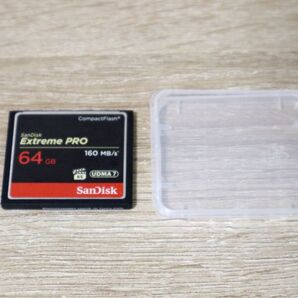 CompactFlash®
SanDisk
Extreme PRO
160 MB/s
64 GB
UDMA 7
SanDisk